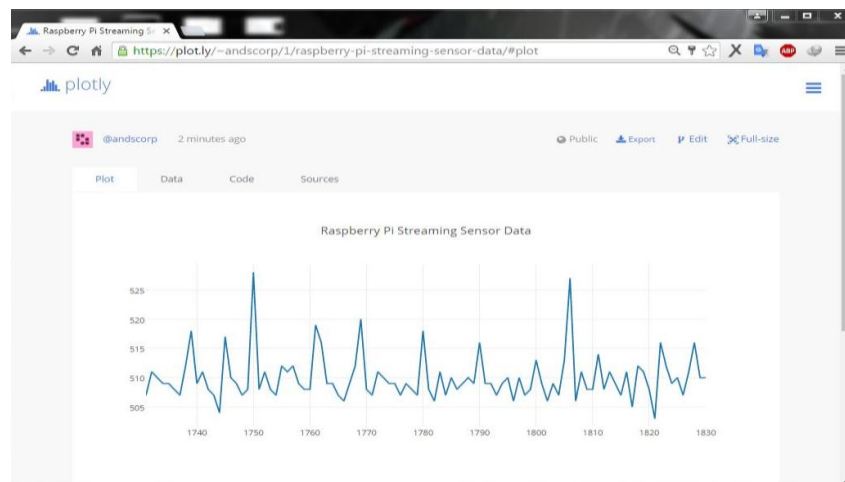 Raspberry Pi Streaming Se
https://plot.ly/~andscorp/1/raspberry-pi-streaming-sensor-data/#plot
ABP
plotly
@andscorp 2 minutes ago Public Export Edit Full-size
Plot Data Code Sources
Raspberry Pi Streaming Sensor Data
525
520
515
510
505
1740 1750 1760 1770 1780 1790 1800 1810 1820 1830